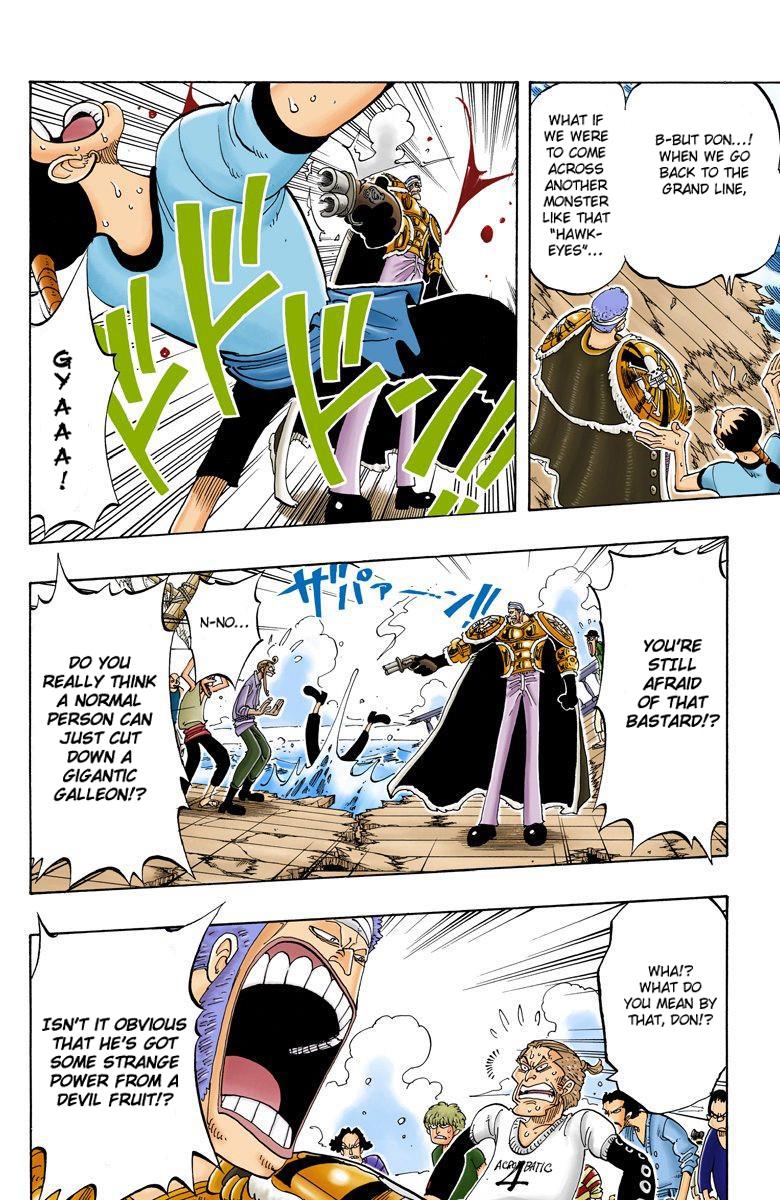 B-BUT DON...!
WHEN WE GO
BACK TO THE
GRAND LINE,
WHAT IF
WE WERE
TO COME
ACROSS
ANOTHER
MONSTER
LIKE THAT
"HAWK-
EYES"...
ドドドン!!
GYAAA!
YOU'RE
STILL
AFRAID
OF THAT
BASTARD!?
ザパァーーン!!
N-NO...
DO YOU
REALLY THINK
A NORMAL
PERSON CAN
JUST CUT
DOWN A
GIGANTIC
GALLEON!?
WHA!?
WHAT DO
YOU MEAN BY
THAT, DON!?
ISN'T IT OBVIOUS
THAT HE'S GOT
SOME STRANGE
POWER FROM A
DEVIL FRUIT!?
ACROBATIC
4